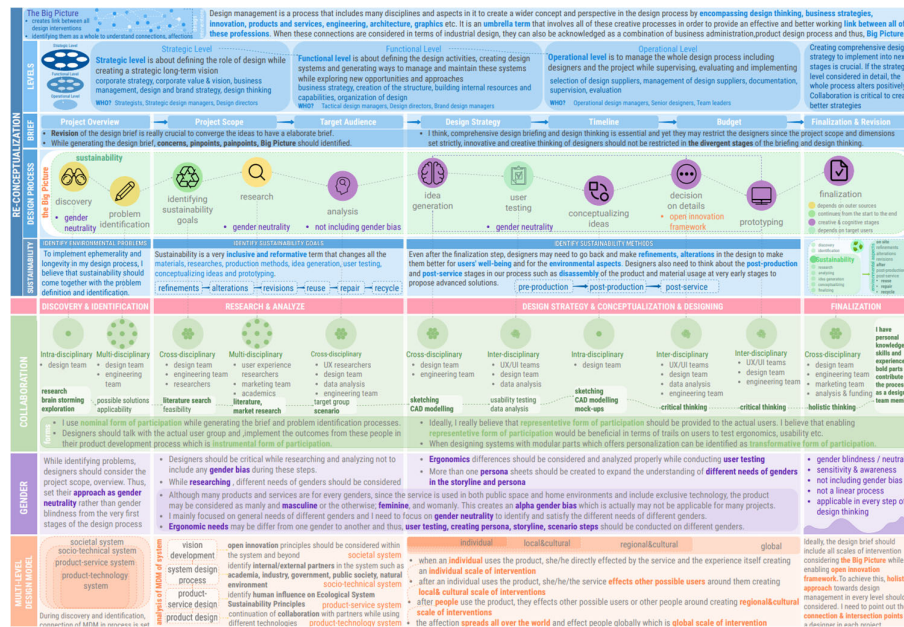 The Big Picture
• creates link between all
design interventions
• identifying them as a whole to understand connections, affections
Design management is a process that includes many disciplines and aspects in it to create a wider concept and perspective in the design process by encompassing design thinking, business strategies,
innovation, products and services, engineering, architecture, graphics etc. It is an umbrella term that involves all of these creative processes in order to provide an effective and better working link between all of
these professions. When these connections are considered in terms of industrial design, they can also be acknowledged as a combination of business administration,product design process and thus, Big Picture
RE-CONCEPTUALIZATION
LEVELS
Strategic Level
Functional Level
Operational Level
Strategic Level
Strategic level is about defining the role of design while
creating a strategic long-term vision
corporate strategy, corporate value & vision, business
management, design and brand strategy, design thinking
WHO? Strategists, Strategic design managers, Design directors
Functional Level
Functional level is about defining the design activities, creating design
systems and generating ways to manage and maintain these systems
while exploring new opportunities and approaches
business strategy, creation of the structure, building internal resources and
capabilities, organization of design
WHO? Tactical design managers, Design directors, Brand design managers
Operational Level
Operational level is to manage the whole design process including
designers and the project while supervising, evaluating and implementing
selection of design suppliers, management of design suppliers, documentation,
supervision, evaluation
WHO? Operational design managers, Senior designers, Team leaders
Creating comprehensive desig
strategy to implement into ne
stages is crucial. If the strateg
level considered in detail, the
whole process alters positively
Collaboration is critical to crea
better strategies
BRIEF
Project Overview
Project Scope
Target Audience
Design Strategy
Timeline
Budget
Finalization & Revision
• Revision of the design brief is really crucial to converge the ideas to have a elaborate brief.
• While generating the design brief, concerns, pinpoints, painpoints, Big Picture should identified.
• I think, comprehensive design briefing and design thinking is essential and yet they may restrict the designers since the project scope and dimensions
set strictly, innovative and creative thinking of designers should not be restricted in the divergent stages of the briefing and design thinking.
DESIGN PROCESS
the Big Picture
sustainability
discovery
• gender
neutrality
problem
identification
identifying
sustainability
goals
research
• gender neutrality
analysis
• not including gender bias
idea
generation
user
testing
• gender neutrality
conceptualizing
ideas
decision
on details
• open innovation
framework
prototyping
finalization
depends on outer sources
continues from the start to the end
creative & cognitive stages
depends on target users
SUSTAINABILITY
IDENTIFY ENVIRONMENTAL PROBLEMS
To implement ephemerality and
longevity in my design process, I
believe that sustainability should
come together with the problem
definition and identification.
IDENTIFY SUSTAINABILITY GOALS
Sustainability is a very inclusive and reformative term that changes all the
materials, researches, production methods, idea generation, user testing,
conceptualizing ideas and prototyping.
refinements alterations revisions reuse repair recycle
IDENTIFY SUSTAINABILITY METHODS
Even after the finalization step, designers may need to go back and make refinements, alterations in the design to make
them better for users' well-being and for the environmental aspects. Designers also need to think about the post-production
and post-service stages in our process such as disassembly of the product and material usage at very early stages to
propose advanced solutions.
pre-production post-production post-service
Sustainability
DISCOVERY & IDENTIFICATION
RESEARCH & ANALYZE
DESIGN STRATEGY & CONCEPTUALIZATION & DESIGNING
FINALIZATION
COLLABORATION
Intra-disciplinary
• design team
Multi-disciplinary
• design team
• engineering
team
Cross-disciplinary
• design team
• engineering team
• researchers
Multi-disciplinary
• user experience
researchers
• marketing team
• academics
Cross-disciplinary
• UX researchers
• design team
• data analysis
• engineering team
Cross-disciplinary
• design team
• engineering team
Inter-disciplinary
• UX/UI teams
• design team
• data analysis
Intra-disciplinary
• design team
Inter-disciplinary
• UX/UI teams
• design team
• data analysis
• engineering team
Inter-disciplinary
• UX/UI teams
• design team
• engineering team
Cross-disciplinary
• design team
• engineering team
• marketing team
• analysis & funding
I have
personal
knowledge
skills and
experience
hold parts
contribute
the process
as a design
team mem
research
brain storming
exploration
possible solutions
applicability
literature search
feasibility
literature,
market research
target group
scenario
sketching
CAD modelling
usability testing
data analysis
sketching
CAD modelling
mock-ups
critical thinking
critical thinking
holistic thinking
• I use nominal form of participation while generating the brief and problem identification processes.
• Designers should talk with the actual user group and ,implement the outcomes from these people in
their product development process which is instrumental form of participation.
• Ideally, I really believe that representetive form of participation should be provided to the actual users. I believe that enabling
representetive form of participation would be beneficial in terms of trails on users to test ergonomics, usability etc.
• When designing systems with modular parts which offers personalization can be identified as transformative form of participation.
GENDER
While identifying problems,
designers should consider the
project scope, overview. Thus,
set their approach as gender
neutrality rather than gender
blindness from the very first
stages of the design process
• Designers should be critical while researching and analyzing not to
include any gender bias during these steps.
• While researching , different needs of genders should be considered
• Ergonomics differences should be considered and analyzed properly while conducting user testing
• More than one persona sheets should be created to expand the understanding of different needs of genders
in the storyline and persona
• Although many products and services are for every genders, since the service is used in both public space and home environments and include exclusive technology, the product
may be considered as manly and masculine or the otherwise; feminine, and womanly. This creates an alpha gender bias which is actually may not be applicable for many projects.
• I mainly focused on general needs of different genders and I need to focus on gender neutrality to identify and satisfy the different needs of different genders.
• Ergonomic needs may be differ from one gender to another and thus, user testing, creating persona, storyline, scenario steps should be conducted on different genders.
• gender blindness / neutra
• sensitivity & awareness
• not including gender bias
• not a linear process
• applicable in every step of
design thinking
MULTI-LEVEL
DESIGN MODEL
societal system
socio-technical system
product-service system
product-technology
system
During discovery and identification,
connection of MDM in process is set
analysis of MDM of system
vision
development
system design
process
product-
service design
product design
open innovation principles should be considered within
the system and beyond
societal system
identify internal/external partners in the system such as
academia, industry, government, public society, natural
environment
socio-technical system
identify human influence on Ecological System
Sustainability Principles
product-service system
continuation of collaboration with partners while using
different technologies
product-technology system
individual
local&cultural
regional&cultural
global
• when an individual uses the product, she/he directly effected by the service and the experience itself creating
an individual scale of intervention
• after an individual uses the product, she/he/the service effects other possible users around them creating
local& cultural scale of interventions
• after people use the product, they effects other possible users or other people around creating regional&cultural
scale of interventions
• the affection spreads all over the world and effect people globally which is global scale of intervention
Ideally, the design brief should
include all scales of intervention
considering the Big Picture while
enabling open innovation
framework.To achieve this, holist
approach towards design
management in every level should
considered. I need to point out the
connection & intersection points